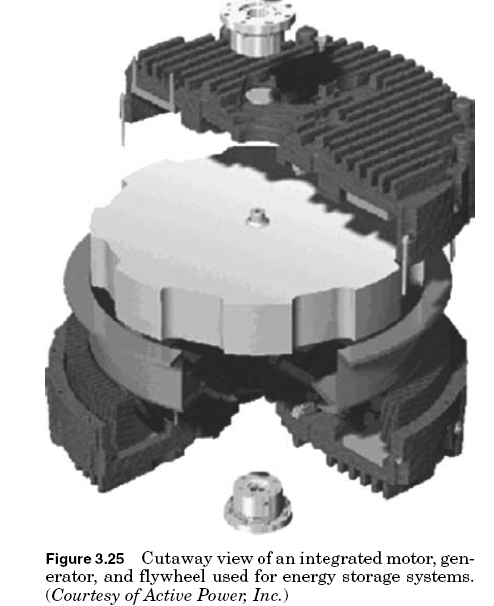 Figure 3.25 Cutaway view of an integrated motor, gen-
erator, and flywheel used for energy storage systems.
(Courtesy of Active Power, Inc.)